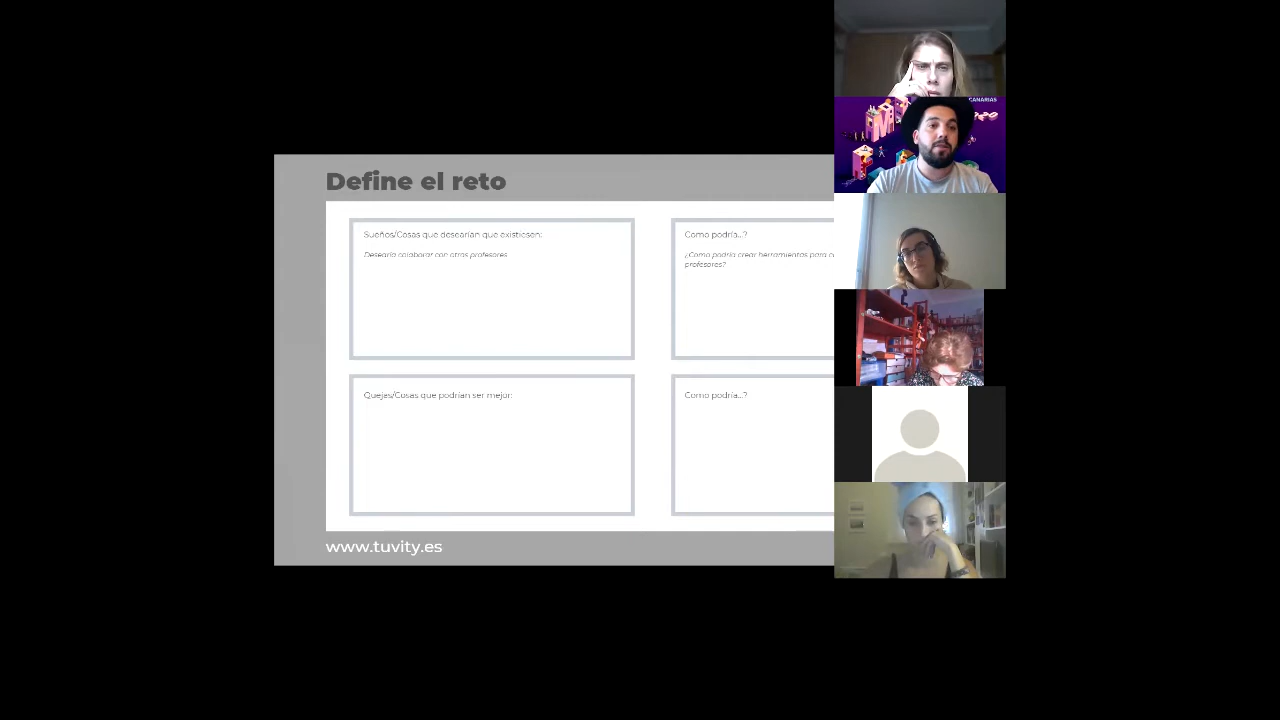 Define el reto
Sueños/Cosas que desearían que existiesen:
Desearía colaborar con otros profesores
Como podría...?
¿Como podría crear herramientas para
profesores?
Quejas/Cosas que podrían ser mejor:
Como podría...?
www.tuvity.es
CANARIAS